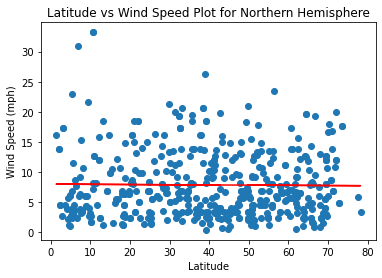 Latitude vs Wind Speed Plot for Northern Hemisphere
Wind Speed (mph)
30
25
20
15
10
5
0
0 10 20 30 40 50 60 70 80
Latitude